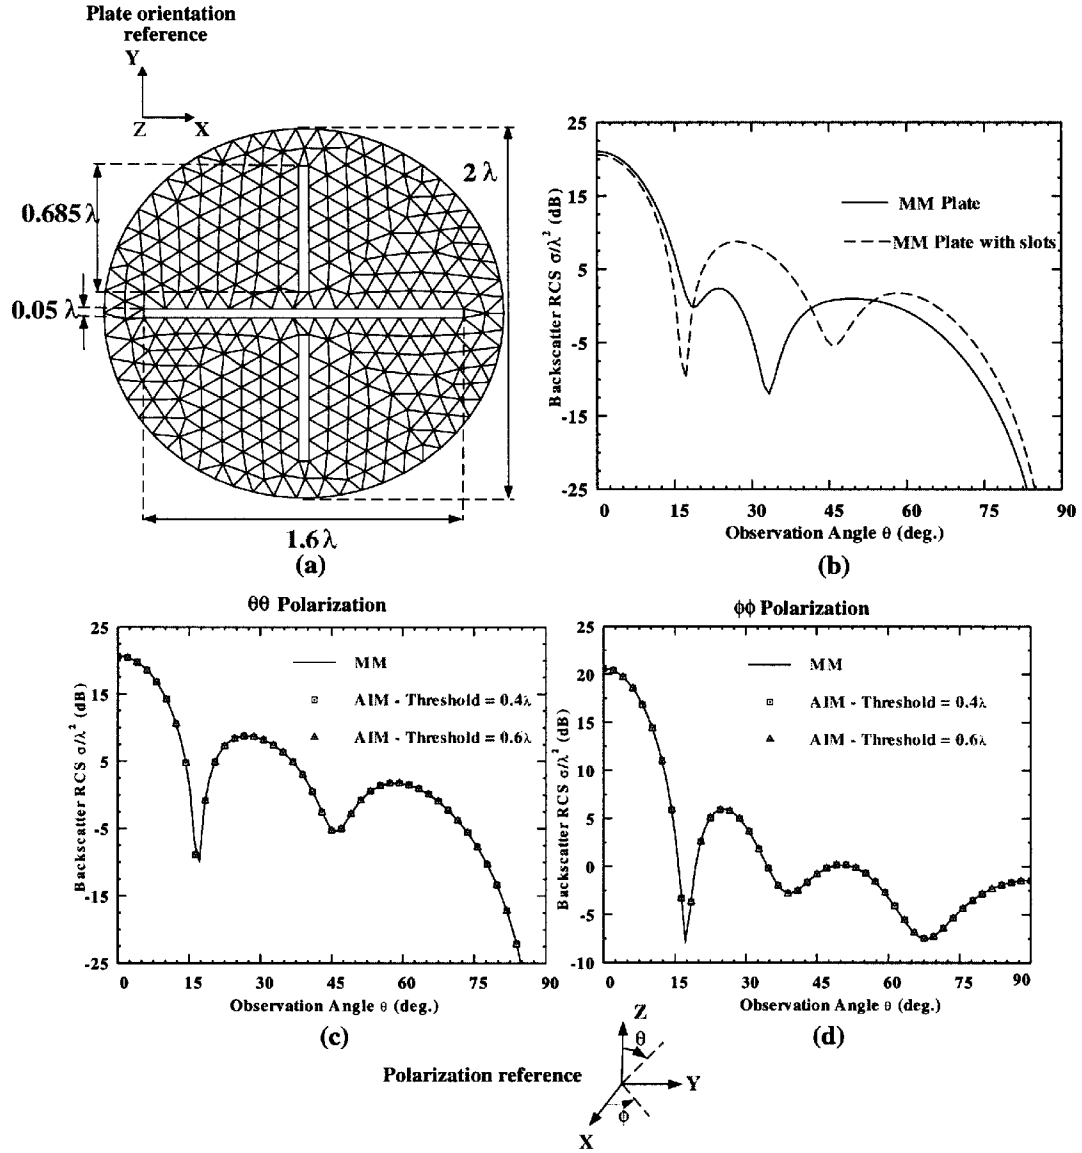 Plate orientation
reference
Y
Z X
2 λ
0.685 λ
0.05 λ
1.6 λ
(a)
25
15
5
-5
-15
-25
Backscatter RCS σ/λ² (dB)
MM Plate
MM Plate with slots
0 15 30 45 60 75 90
Observation Angle θ (deg.)
(b)
θθ Polarization
25
15
5
-5
-15
-25
Backscatter RCS σ/λ² (dB)
MM
AIM - Threshold = 0.4λ
AIM - Threshold = 0.6λ
0 15 30 45 60 75 90
Observation Angle θ (deg.)
(c)
ϕϕ Polarization
25
20
15
10
5
0
-5
-10
Backscatter RCS σ/λ² (dB)
MM
AIM - Threshold = 0.4λ
AIM - Threshold = 0.6λ
0 15 30 45 60 75 90
Observation Angle θ (deg.)
(d)
Polarization reference
Z
θ
Y
ϕ
X